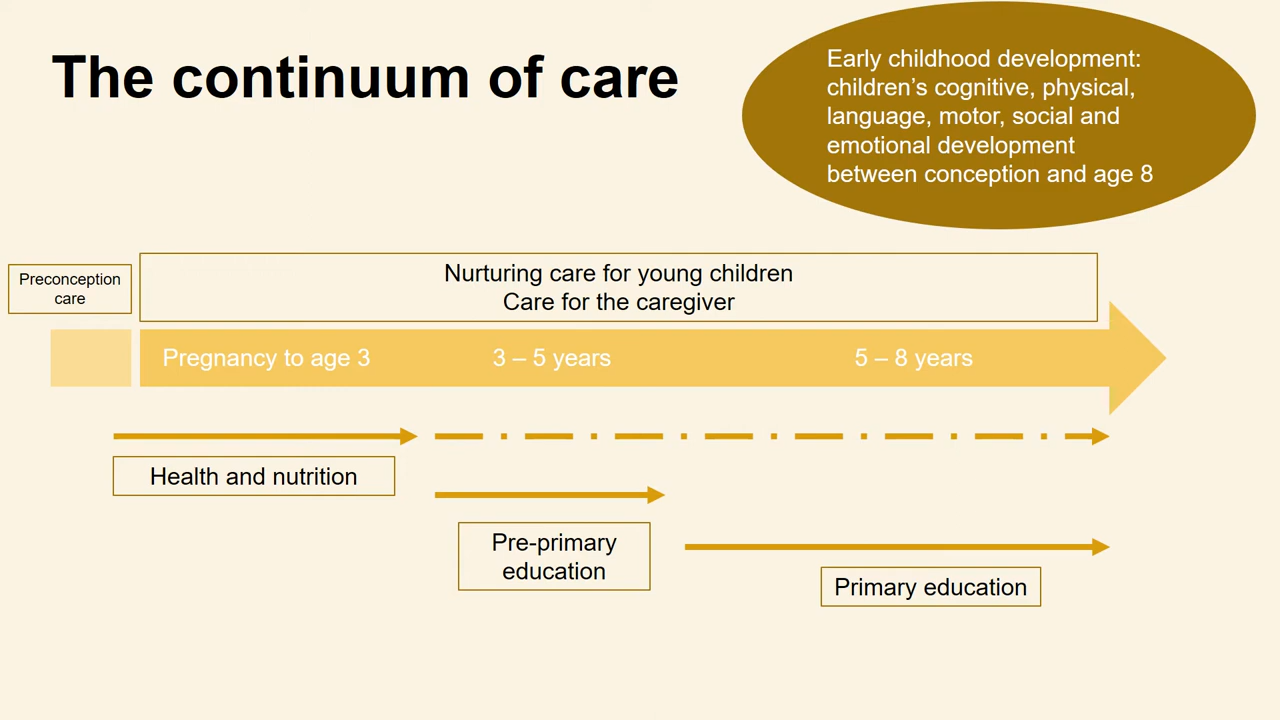 The continuum of care
Early childhood development:
children’s cognitive, physical,
language, motor, social and
emotional development
between conception and age 8
Preconception
care
Nurturing care for young children
Care for the caregiver
Pregnancy to age 3
3 – 5 years
5 – 8 years
Health and nutrition
Pre-primary
education
Primary education